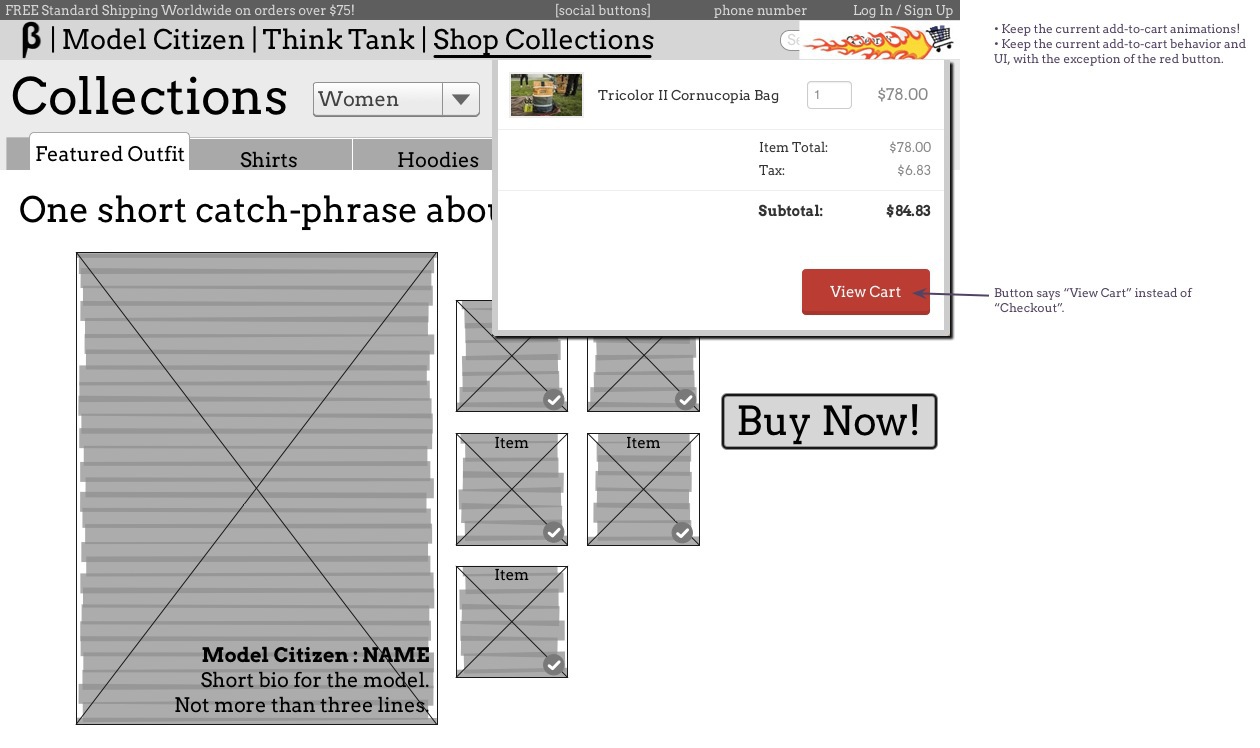 FREE Standard Shipping Worldwide on orders over $75! [social buttons] phone number Log In / Sign Up
β | Model Citizen | Think Tank | Shop Collections
Collections Women
Featured Outfit Shirts Hoodies
Tricolor II Cornucopia Bag 1 $78.00
Item Total: $78.00
Tax: $6.83
Subtotal: $84.83
View Cart
One short catch-phrase abou
Buy Now!
Item Item
Item
Model Citizen : NAME
Short bio for the model.
Not more than three lines.
• Keep the current add-to-cart animations!
• Keep the current add-to-cart behavior and
UI, with the exception of the red button.
Button says “View Cart” instead of
“Checkout”.